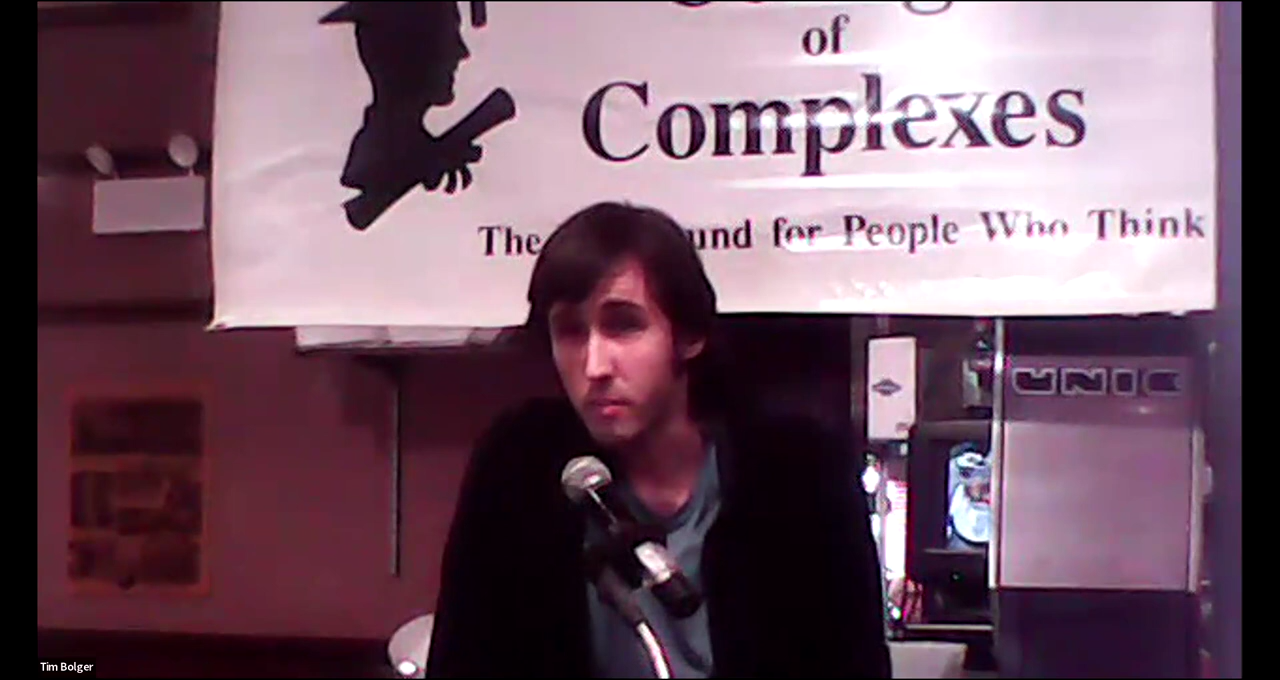 of
Complexes
The und for People Who Think
UNIC
Tim Bolger